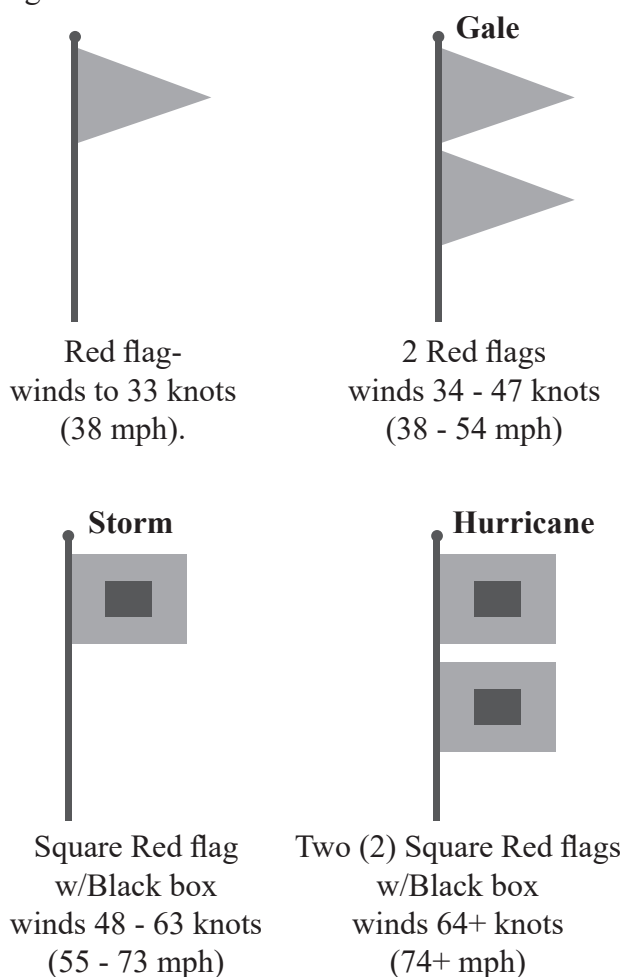 Gale
Red flag-
winds to 33 knots
(38 mph).
2 Red flags
winds 34 - 47 knots
(38 - 54 mph)
Storm
Hurricane
Square Red flag
w/Black box
winds 48 - 63 knots
(55 - 73 mph)
Two (2) Square Red flags
w/Black box
winds 64+ knots
(74+ mph)